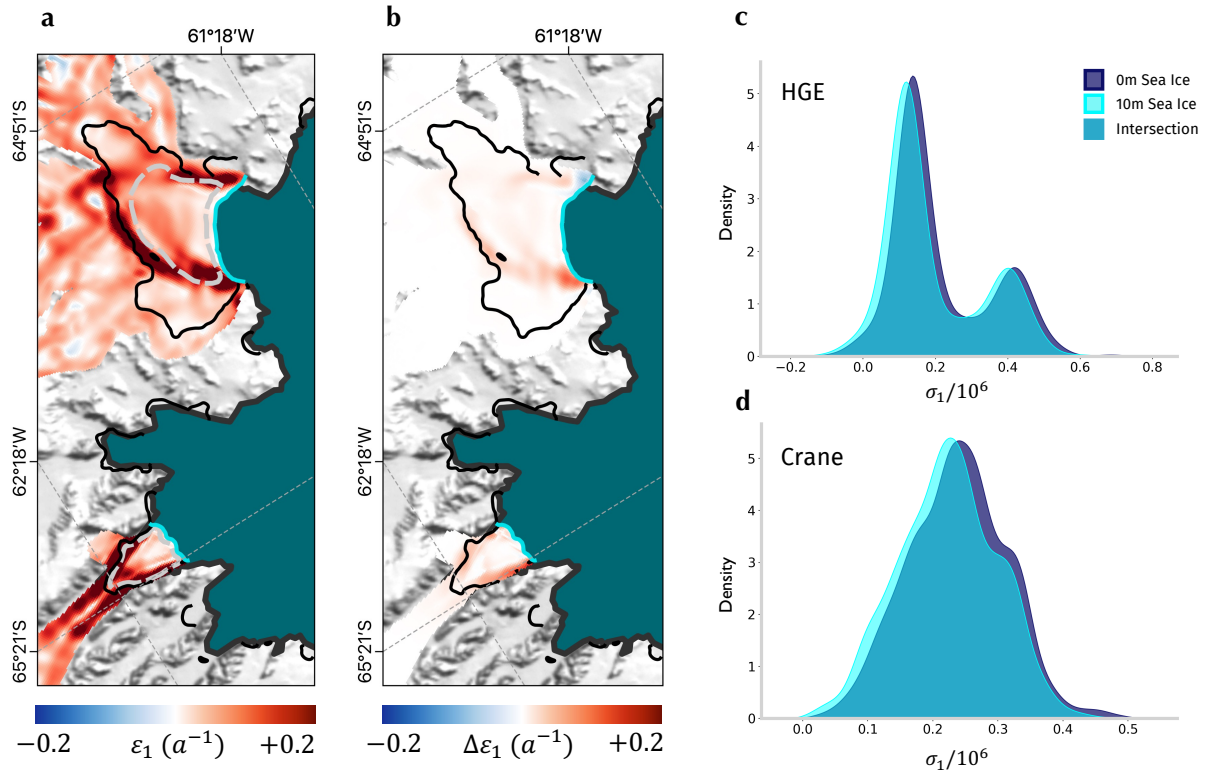 a
61°18'W
64°51'S
62°18'W
65°21'S
−0.2 ε₁ (a⁻¹) +0.2
b
61°18'W
64°51'S
62°18'W
65°21'S
−0.2 Δε₁ (a⁻¹) +0.2
c
HGE
0m Sea Ice
10m Sea Ice
Intersection
Density
5
4
3
2
1
0
−0.2 0.0 0.2 0.4 0.6 0.8
σ₁/10⁶
d
Crane
Density
5
4
3
2
1
0
0.0 0.1 0.2 0.3 0.4 0.5
σ₁/10⁶